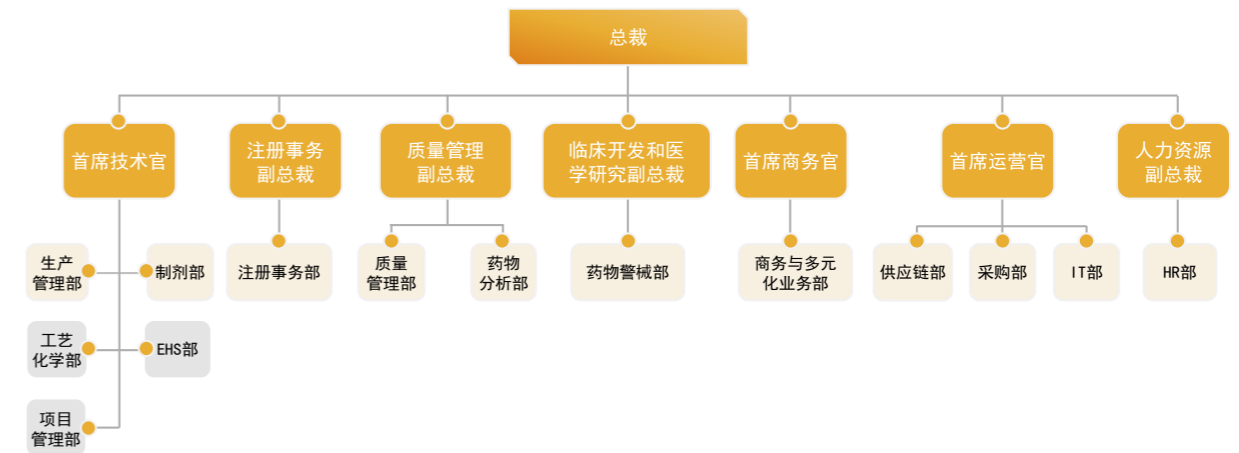 总裁
首席技术官
注册事务
副总裁
质量管理
副总裁
临床开发和医
学研究副总裁
首席商务官
首席运营官
人力资源
副总裁
生产
管理部
制剂部
注册事务部
质量
管理部
药物
分析部
药物警械部
商务与多元
化业务部
供应链部
采购部
IT部
HR部
工艺
化学部
EHS部
项目
管理部